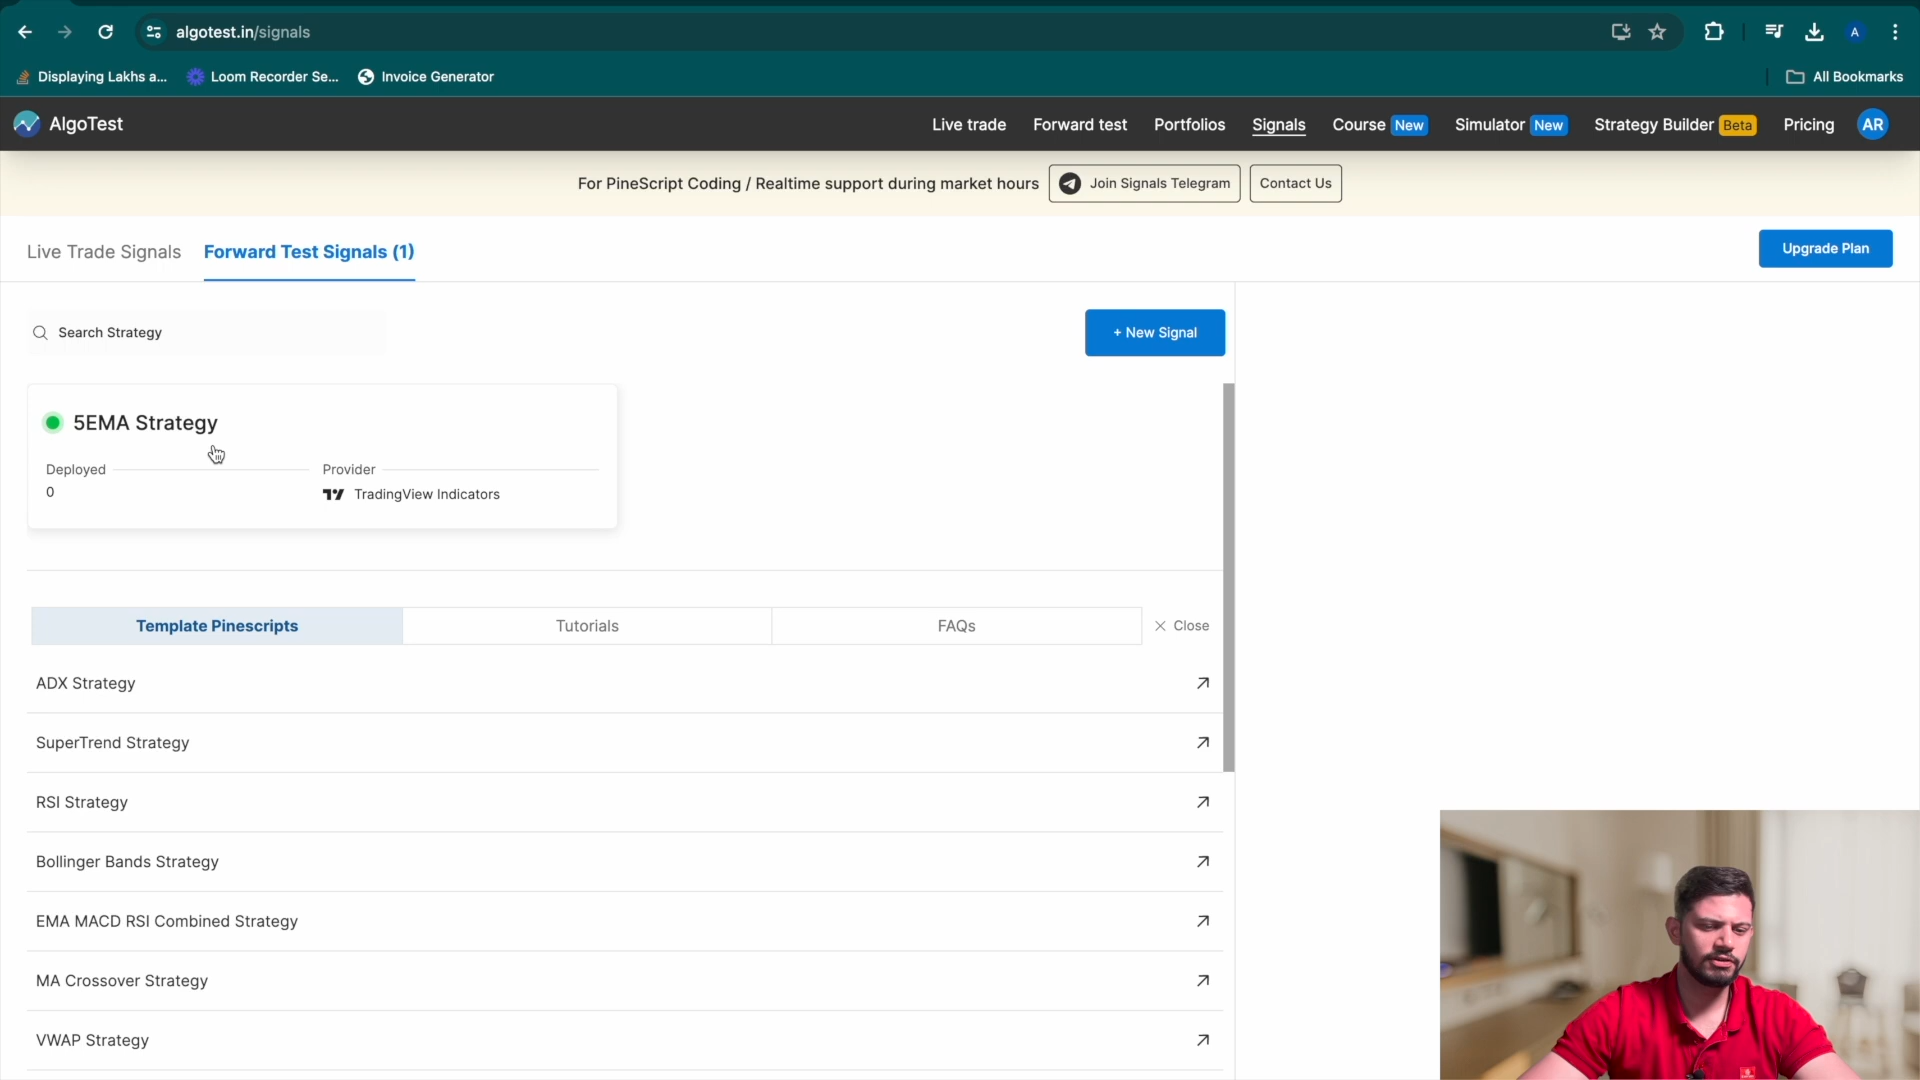 algotest.in/signals
A
Displaying Lakhs a...
Loom Recorder Se...
Invoice Generator
All Bookmarks
AlgoTest
Live trade
Forward test
Portfolios
Signals
Course New
Simulator New
Strategy Builder Beta
Pricing
AR
For PineScript Coding / Realtime support during market hours
Join Signals Telegram
Contact Us
Live Trade Signals
Forward Test Signals (1)
Upgrade Plan
Search Strategy
+ New Signal
5EMA Strategy
Deployed
0
Provider
TradingView Indicators
Template Pinescripts
Tutorials
FAQs
Close
ADX Strategy
SuperTrend Strategy
RSI Strategy
Bollinger Bands Strategy
EMA MACD RSI Combined Strategy
MA Crossover Strategy
VWAP Strategy